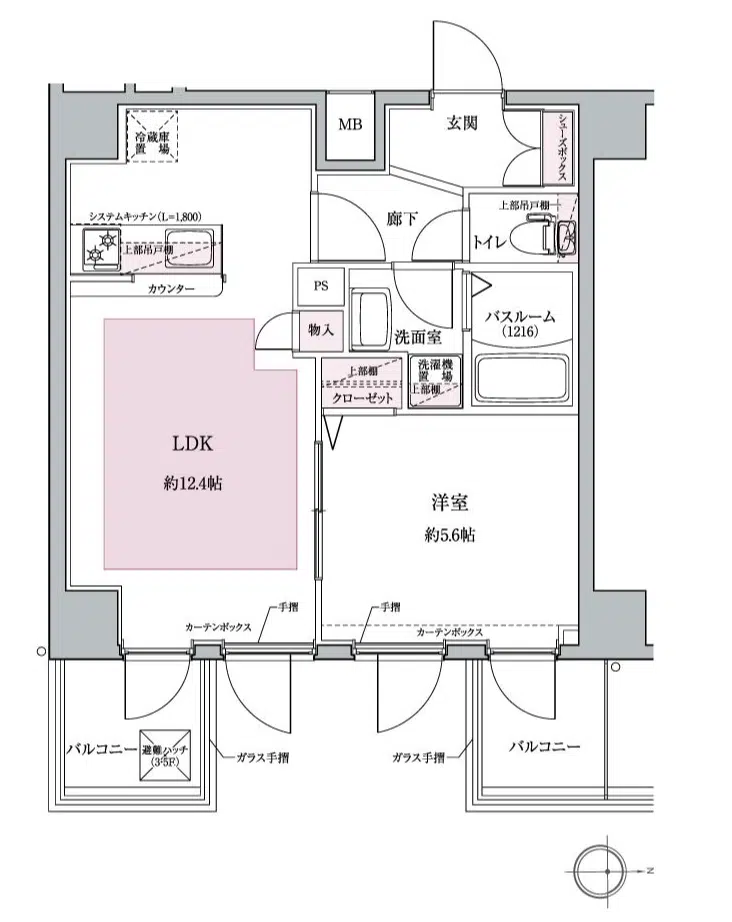 MB
玄関
シューズボックス
冷蔵庫
置 場
上部吊戸棚
システムキッチン(L=1,800)
廊下
トイレ
上部吊戸棚
カウンター
PS
物入
洗面室
バスルーム
(1216)
上部棚
クローゼット
洗濯機
置 場
上部棚
LDK
約12.4帖
洋室
約5.6帖
手摺
手摺
カーテンボックス
カーテンボックス
バルコニー
避難ハッチ
(3・5F)
ガラス手摺
ガラス手摺
バルコニー
N